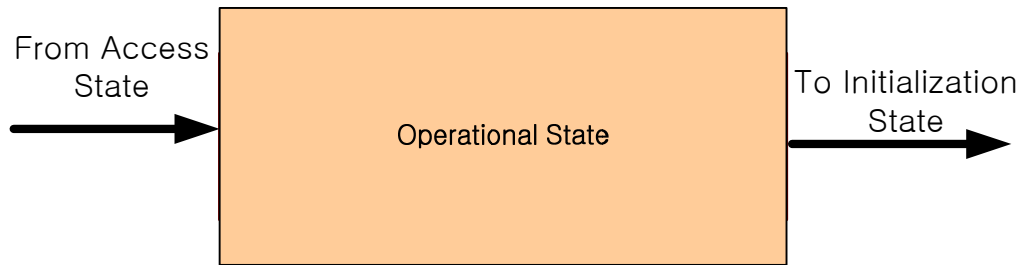 From Access
State
Operational State
To Initialization
State